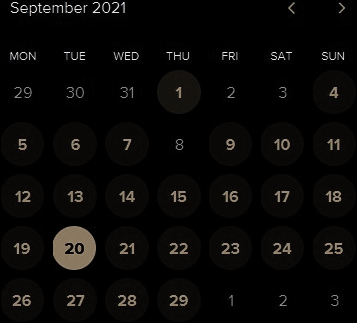 September 2021
MON TUE WED THU FRI SAT SUN
29 30 31 1 2 3 4
5 6 7 8 9 10 11
12 13 14 15 16 17 18
19 20 21 22 23 24 25
26 27 28 29 1 2 3